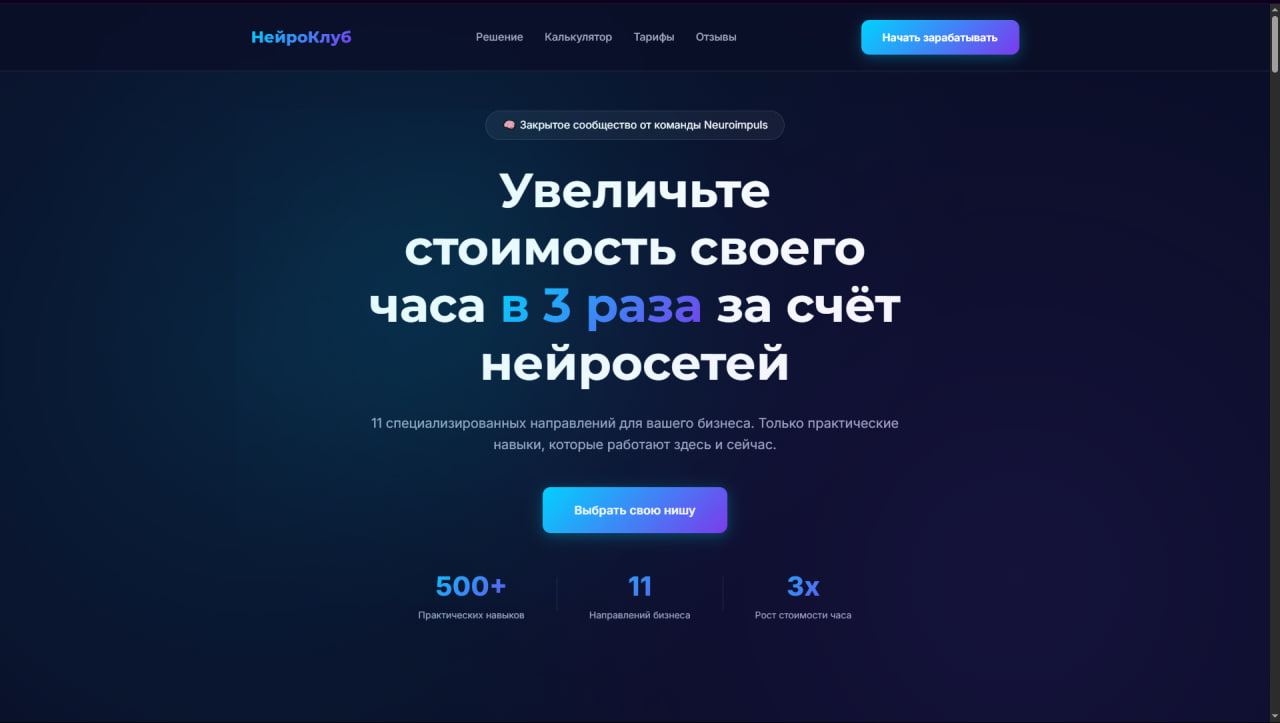 НейроКлуб
Решение
Калькулятор
Тарифы
Отзывы
Начать зарабатывать
Закрытое сообщество от команды Neuroimpuls
Увеличьте
стоимость своего
часа в 3 раза за счёт
нейросетей
11 специализированных направлений для вашего бизнеса. Только практические
навыки, которые работают здесь и сейчас.
Выбрать свою нишу
500+
Практических навыков
11
Направлений бизнеса
3x
Рост стоимости часа